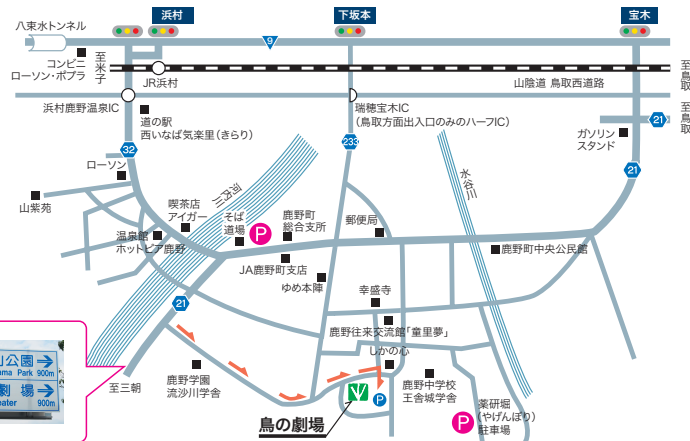 浜村
下坂本
宝木
八束水トンネル
9
コンビニ
ローソン・ポプラ
至米子
JR浜村
山陰道 鳥取西道路
至鳥取
浜村鹿野温泉IC
道の駅
西いなば気楽里（きらり）
瑞穂宝木IC
（鳥取方面出入口のみのハーフIC）
至鳥取
21
ガソリン
スタンド
32
233
21
ローソン
河内川
水谷川
山紫苑
喫茶店
アイガー
そば
道場
P
鹿野町
総合支所
郵便局
温泉館
ホットピア鹿野
JA鹿野町支店
ゆめ本陣
鹿野町中央公民館
21
幸盛寺
鹿野往来交流館「童里夢」
しかの心
至三朝
鹿野学園
流沙川学舎
P
鹿野中学校
王舎城学舎
P
薬研堀
（やげんぼり）
駐車場
鳥の劇場
山公園
ma Park 900m
劇 場
eater 900m